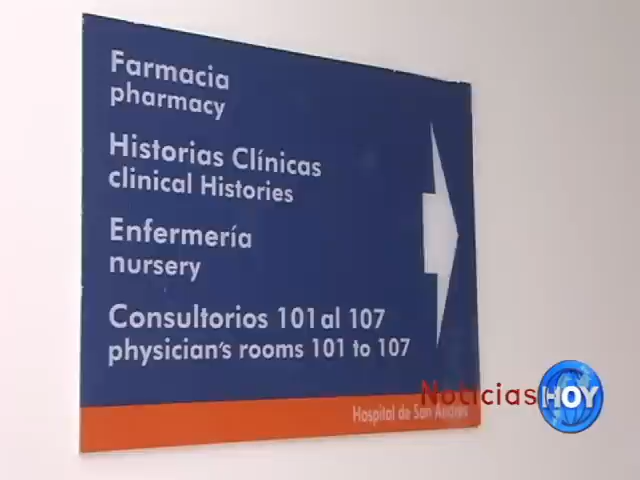 Farmacia
pharmacy
Historias Clínicas
clinical Histories
Enfermería
nursery
Consultorios 101 al 107
physician's rooms 101 to 107
Hospital de San Andrés
Noticias HOY